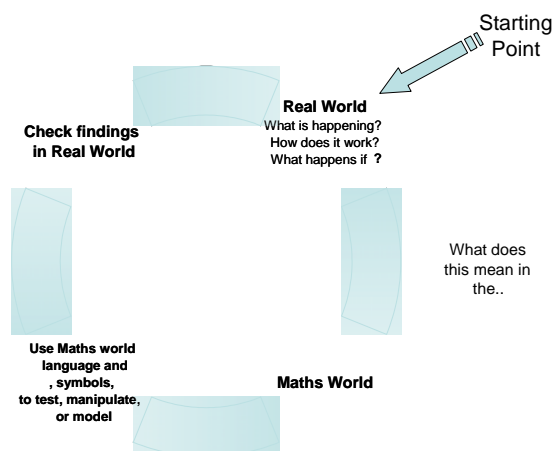 Starting
Point
Real World
What is happening?
How does it work?
What happens if ?
Check findings
in Real World
What does
this mean in
the..
Maths World
Use Maths world
language and
, symbols,
to test, manipulate,
or model